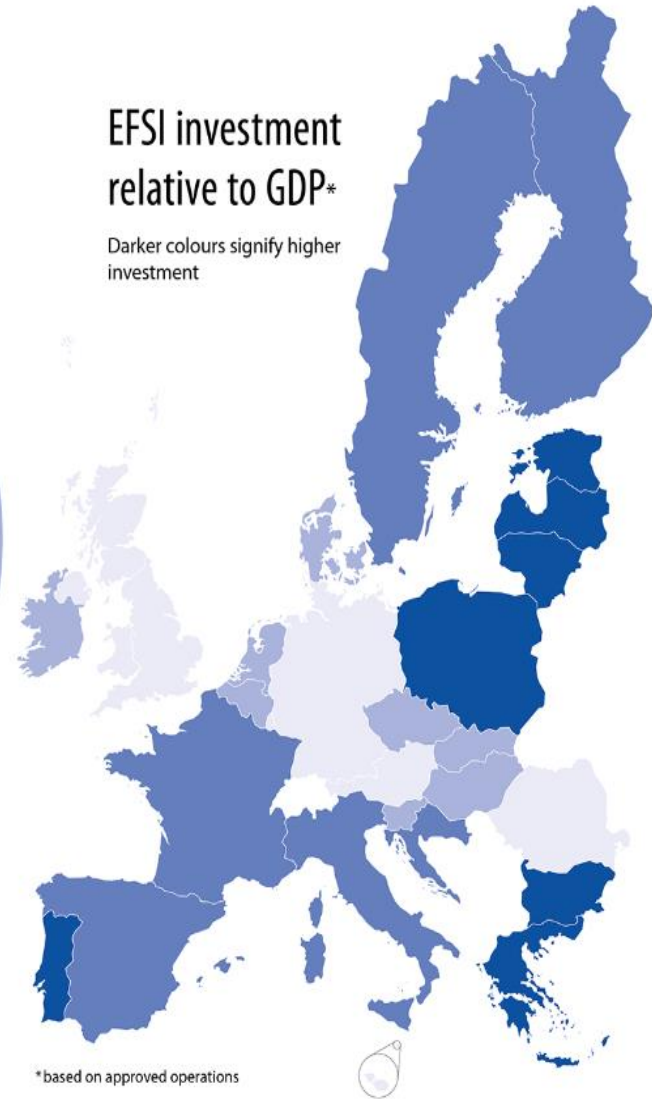 EFSI investment
relative to GDP*
Darker colours signify higher
investment
*based on approved operations